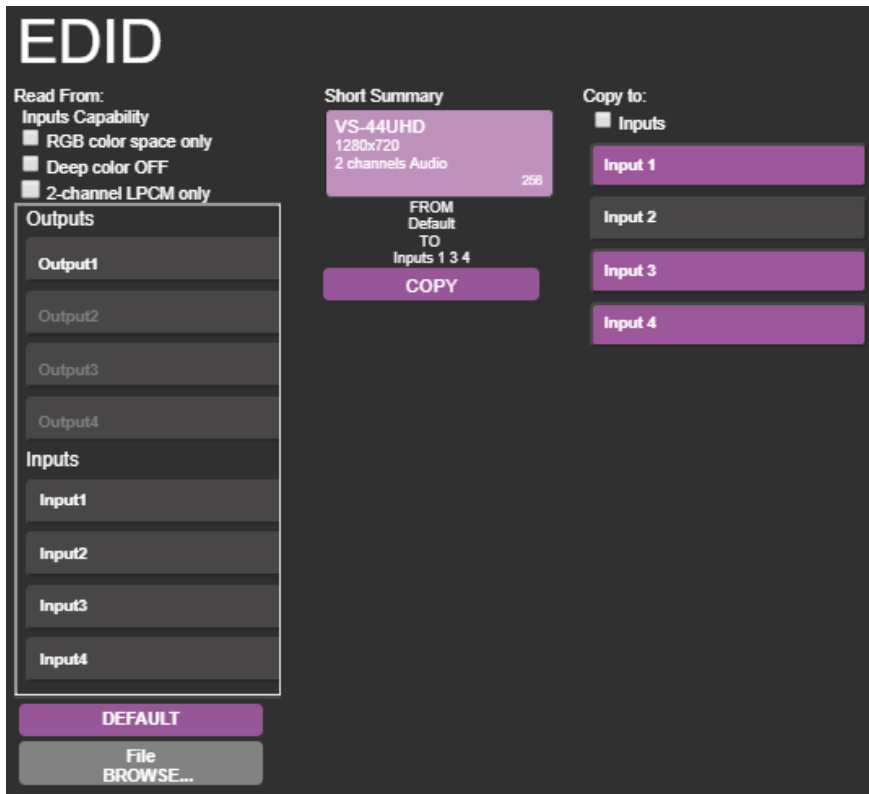 EDID
Read From:
Inputs Capability
RGB color space only
Deep color OFF
2-channel LPCM only
Outputs
Output1
Output2
Output3
Output4
Inputs
Input1
Input2
Input3
Input4
DEFAULT
File
BROWSE...
Short Summary
VS-44UHD
1280x720
2 channels Audio
256
FROM
Default
TO
Inputs 1 3 4
COPY
Copy to:
Inputs
Input 1
Input 2
Input 3
Input 4